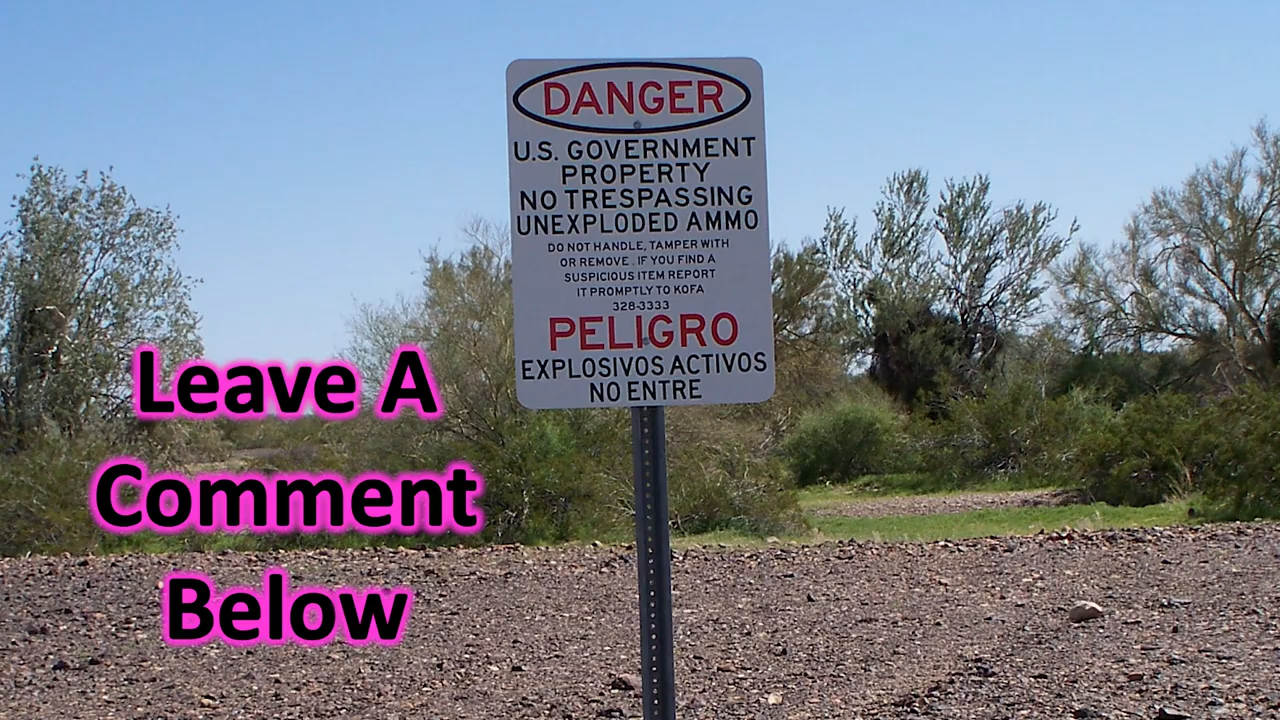 DANGER
U.S. GOVERNMENT
PROPERTY
NO TRESPASSING
UNEXPLODED AMMO
DO NOT HANDLE, TAMPER WITH
OR REMOVE . IF YOU FIND A
SUSPICIOUS ITEM REPORT
IT PROMPTLY TO KOFA
328-3333
PELIGRO
EXPLOSIVOS ACTIVOS
NO ENTRE
Leave A
Comment
Below